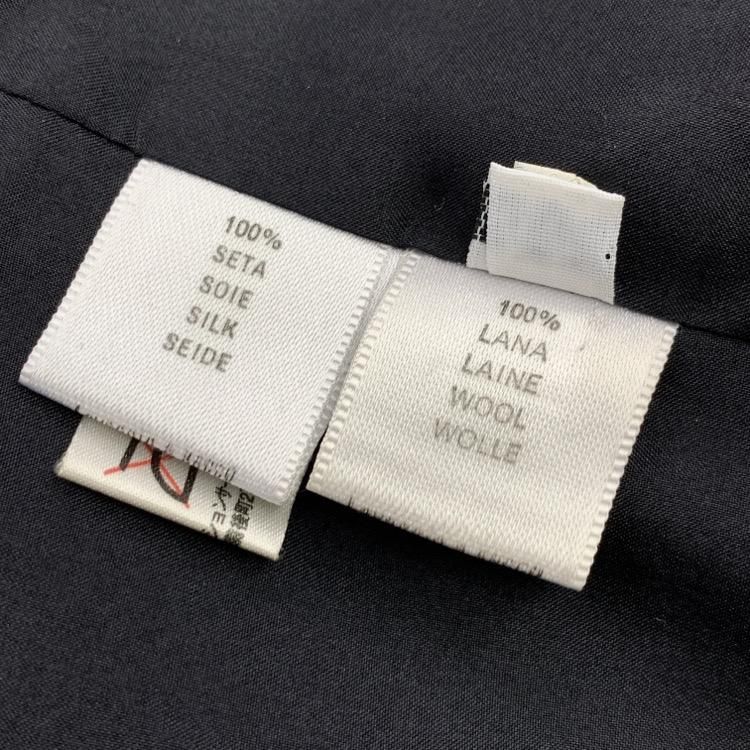 100%
SETA
SOIE
SILK
SEIDE
100%
LANA
LAINE
WOOL
WOLLE